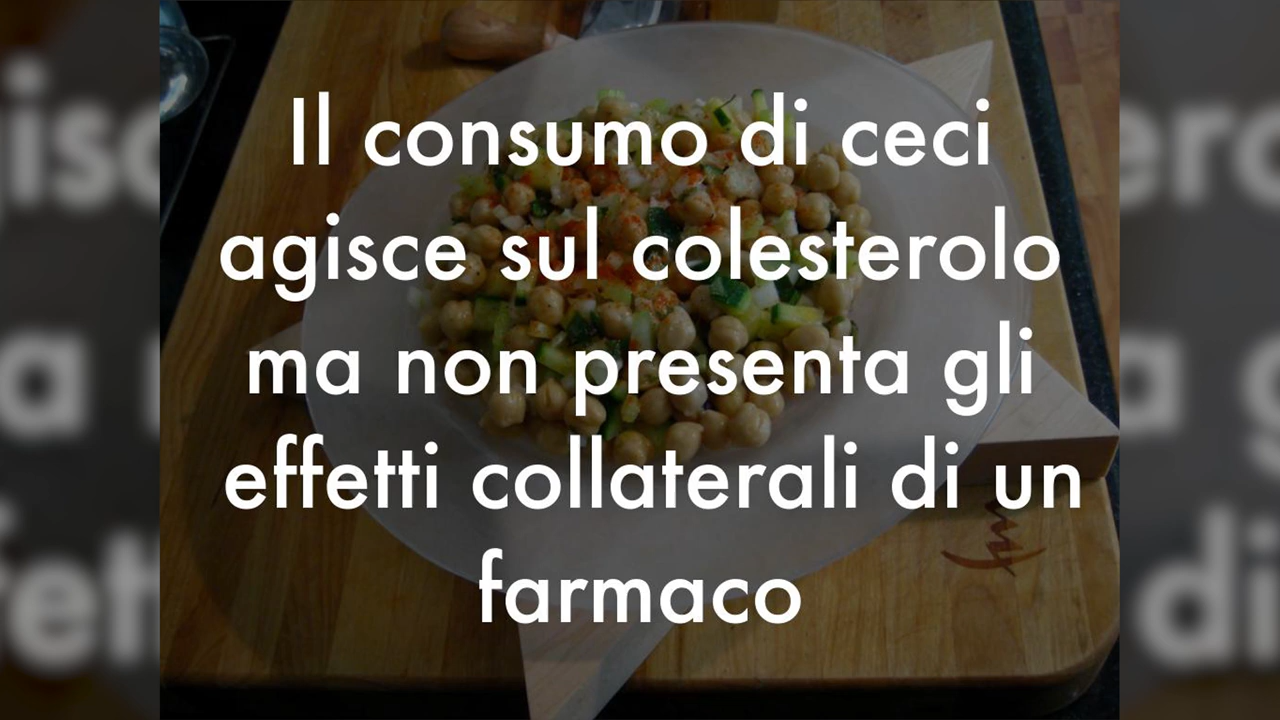 Il consumo di ceci
agisce sul colesterolo
ma non presenta gli
effetti collaterali di un
farmaco